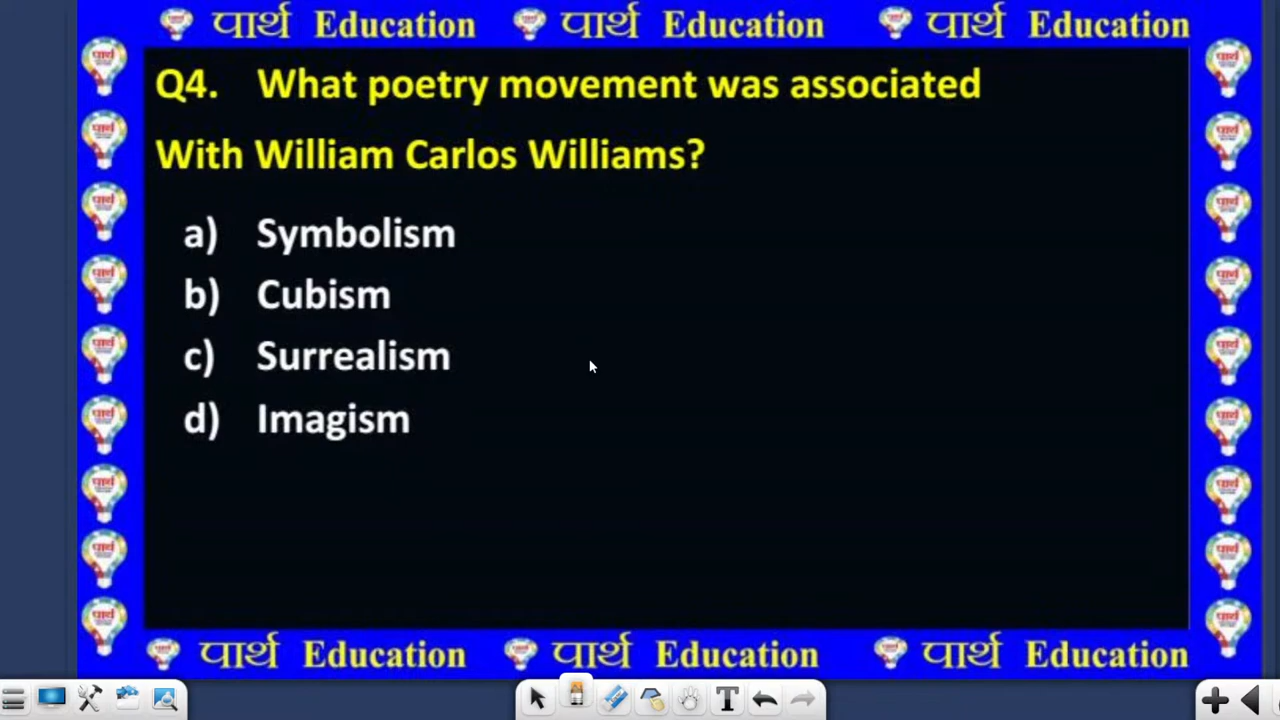 पार्थ Education पार्थ Education पार्थ Education
Q4. What poetry movement was associated
With William Carlos Williams?
a) Symbolism
b) Cubism
c) Surrealism
d) Imagism
पार्थ Education पार्थ Education पार्थ Education